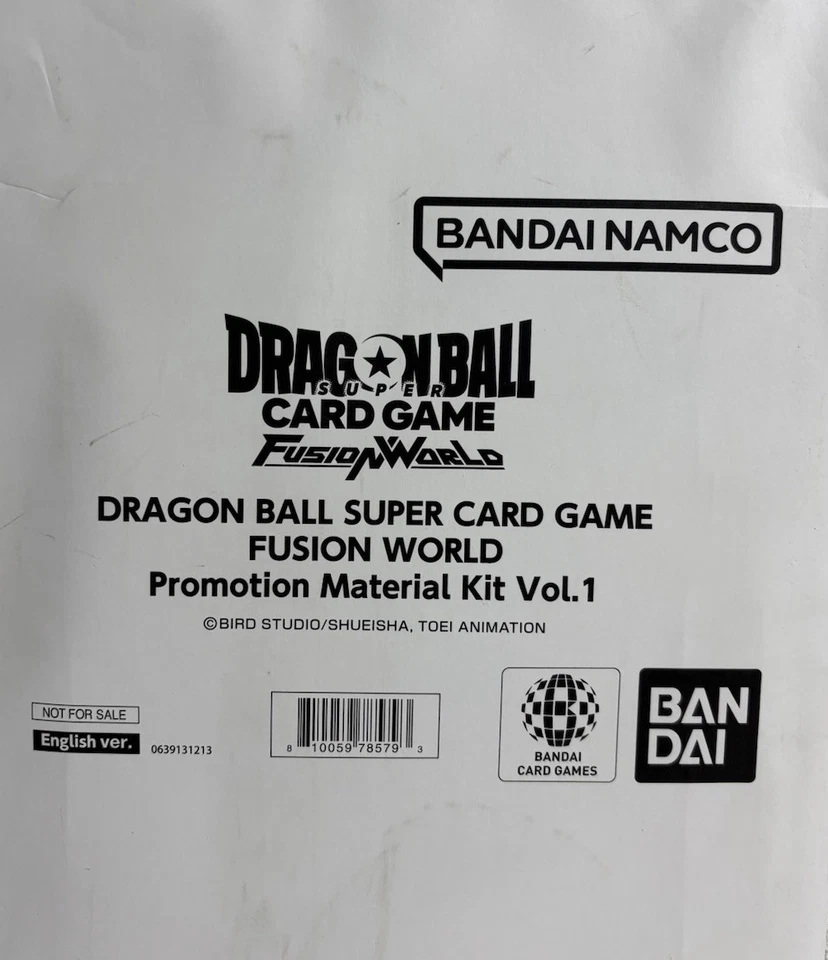 BANDAI NAMCO
DRAGON BALL
SUPER
CARD GAME
FUSION WORLD
DRAGON BALL SUPER CARD GAME
FUSION WORLD
Promotion Material Kit Vol.1
©BIRD STUDIO/SHUEISHA, TOEI ANIMATION
NOT FOR SALE
English ver.
0639131213
8 10059 78579 3
B
BANDAI
CARD GAMES
BAN
DAI